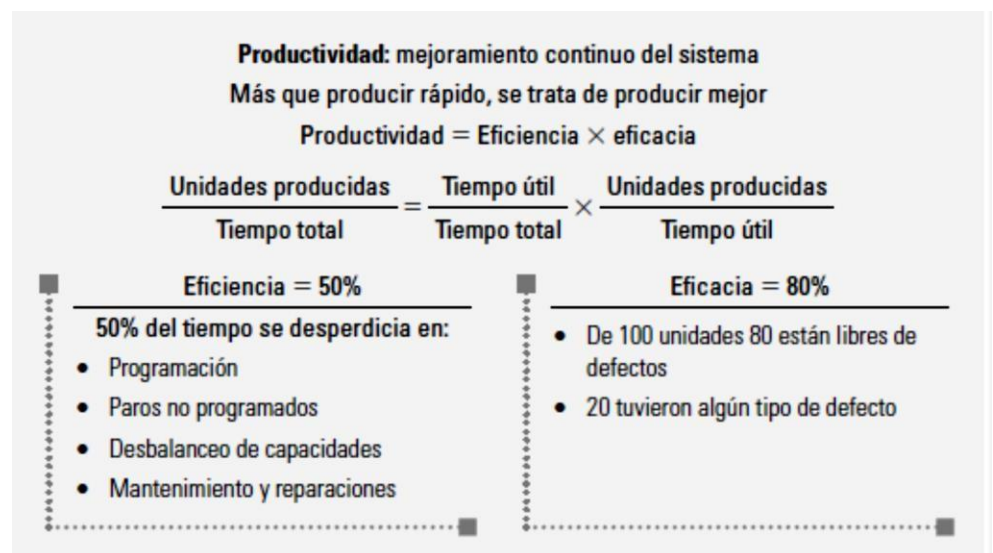 Productividad: mejoramiento continuo del sistema
Más que producir rápido, se trata de producir mejor
Productividad = Eficiencia × eficacia
Unidades producidas / Tiempo total = Tiempo útil / Tiempo total × Unidades producidas / Tiempo útil
Eficiencia = 50%
50% del tiempo se desperdicia en:
• Programación
• Paros no programados
• Desbalanceo de capacidades
• Mantenimiento y reparaciones
Eficacia = 80%
• De 100 unidades 80 están libres de
defectos
• 20 tuvieron algún tipo de defecto